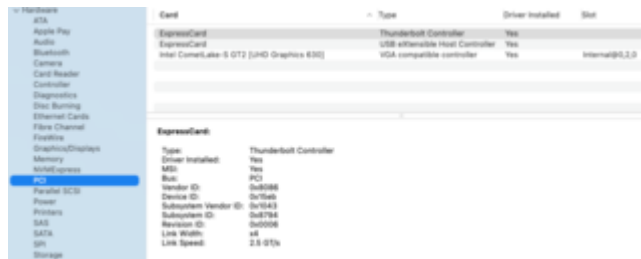 Hardware
ATA
Apple Pay
Audio
Bluetooth
Camera
Card Reader
Controller
Diagnostics
Disc Burning
Ethernet Cards
Fibre Channel
FireWire
Graphics/Displays
Memory
NVMExpress
PCI
Parallel SCSI
Power
Printers
SAS
SATA
SPI
Storage
Card Type Driver Installed Slot
ExpressCard Thunderbolt Controller Yes
ExpressCard USB eXtensible Host Controller Yes
Intel CometLake-S GT2 [UHD Graphics 630] VGA compatible controller Yes Internal@0,2,0
ExpressCard:
Type: Thunderbolt Controller
Driver Installed: Yes
MSI: Yes
Bus: PCI
Vendor ID: 0x8086
Device ID: 0x15eb
Subsystem Vendor ID: 0x1043
Subsystem ID: 0x8794
Revision ID: 0x0006
Link Width: x4
Link Speed: 2.5 GT/s